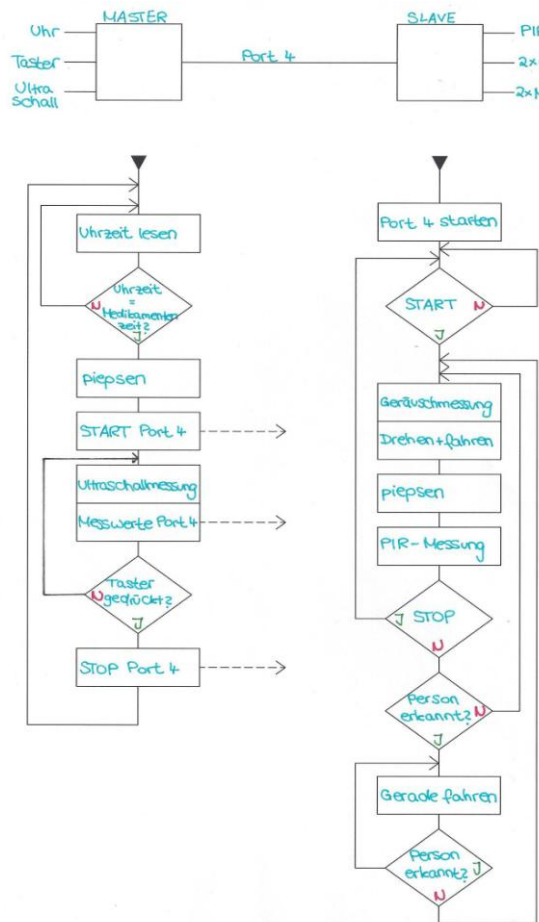 MASTER
SLAVE
Uhr
Taster
Ultra
Schall
Port 4
PIR
Uhrzeit lesen
Uhrzeit
=
Medikamenten
zeit?
N
J
piepsen
START Port 4
Ultraschallmessung
Messwerte Port 4
Taster
gedrückt?
N
J
STOP Port 4
Port 4 starten
START
N
J
Geräuschmessung
Drehen + fahren
piepsen
PIR-Messung
J
STOP
N
Person
erkannt?
N
J
Gerade fahren
Person
erkannt?
J
N